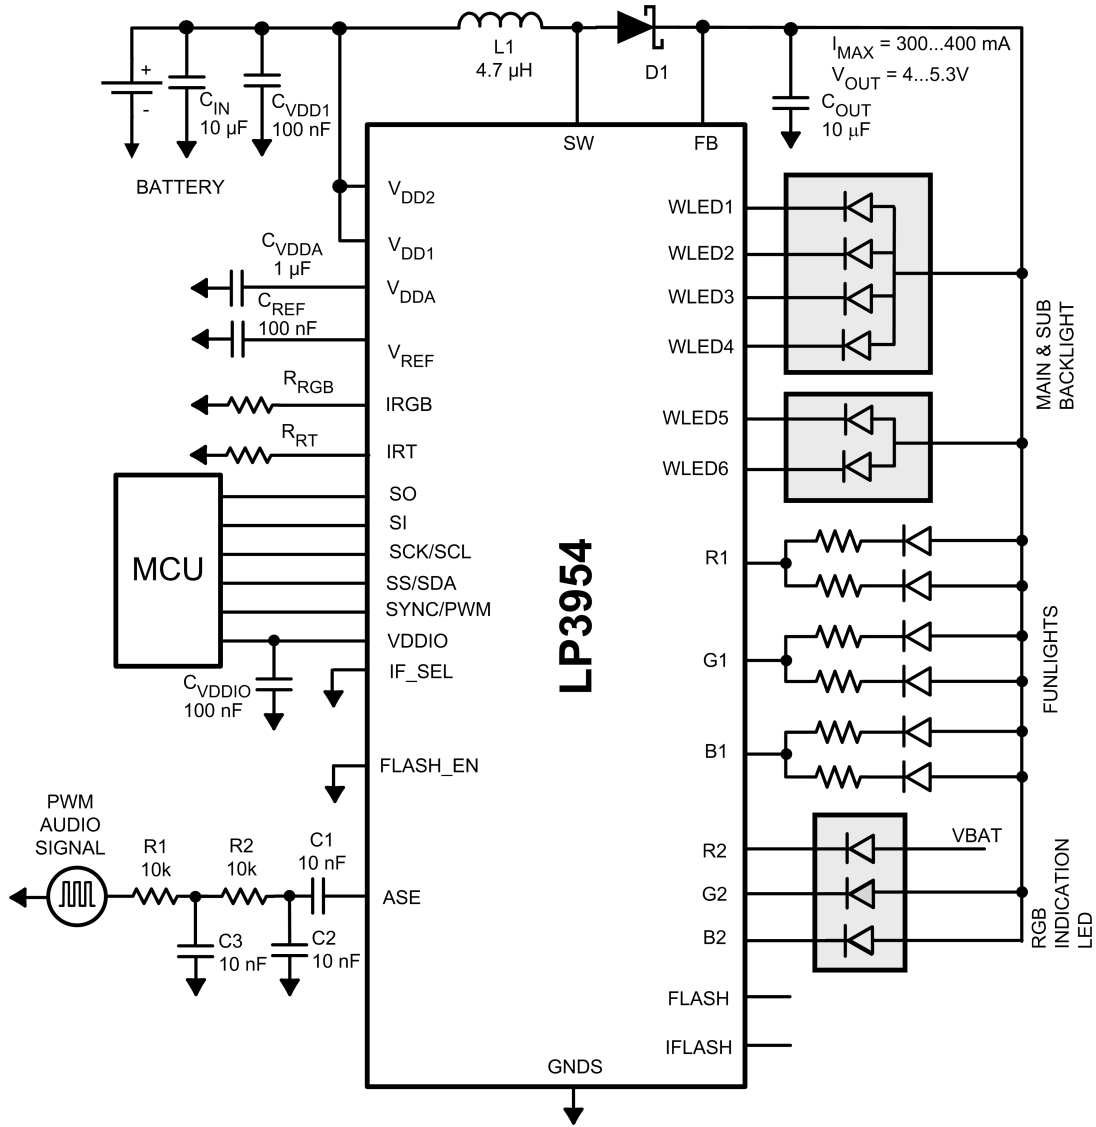 L1
4.7 µH
D1
IMAX = 300...400 mA
VOUT = 4...5.3V
+
-
CIN
10 µF
CVDD1
100 nF
COUT
10 µF
BATTERY
SW
FB
VDD2
VDD1
CVDDA
1 µF
VDDA
CREF
100 nF
VREF
RRGB
IRGB
RRT
IRT
MCU
SO
SI
SCK/SCL
SS/SDA
SYNC/PWM
VDDIO
IF_SEL
CVDDIO
100 nF
FLASH_EN
PWM
AUDIO
SIGNAL
R1
10k
R2
10k
C1
10 nF
ASE
C3
10 nF
C2
10 nF
LP3954
GNDS
WLED1
WLED2
WLED3
WLED4
WLED5
WLED6
R1
G1
B1
R2
G2
B2
FLASH
IFLASH
VBAT
MAIN & SUB
BACKLIGHT
FUNLIGHTS
RGB
INDICATION
LED